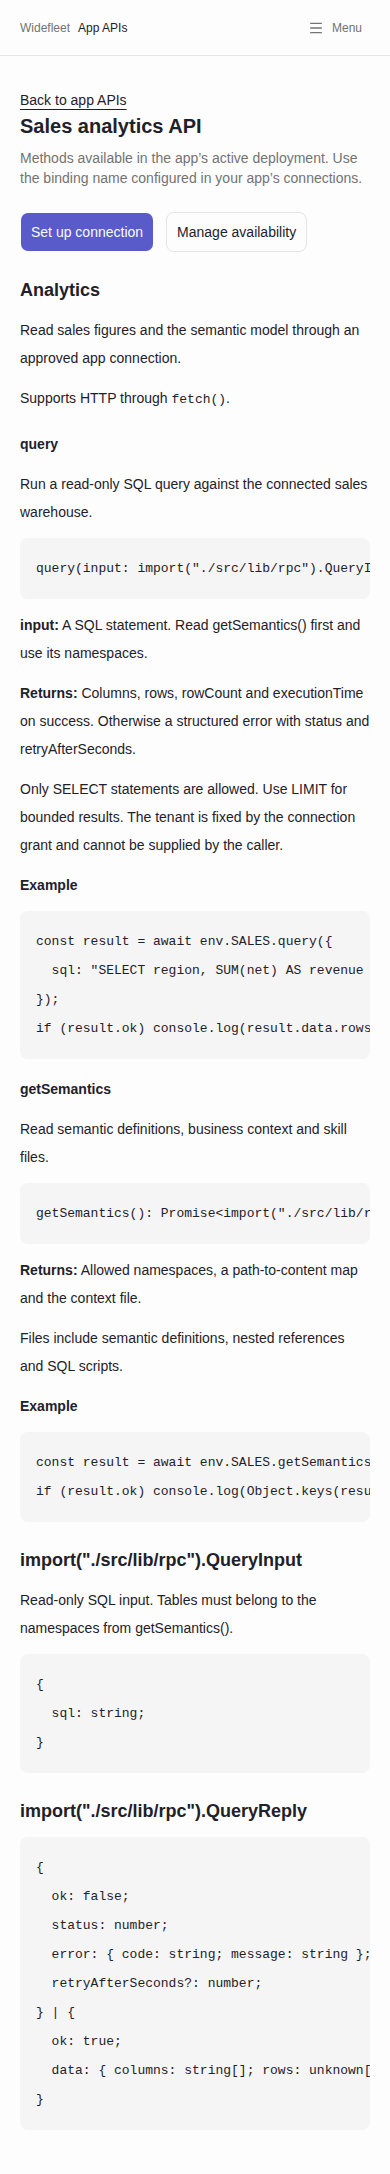 Widefleet App APIs
Menu
Back to app APIs
Sales analytics API
Methods available in the app's active deployment. Use
the binding name configured in your app's connections.
Set up connection
Manage availability
Analytics
Read sales figures and the semantic model through an
approved app connection.
Supports HTTP through fetch().
query
Run a read-only SQL query against the connected sales
warehouse.
query(input: import("./src/lib/rpc").QueryI
input: A SQL statement. Read getSemantics() first and
use its namespaces.
Returns: Columns, rows, rowCount and executionTime
on success. Otherwise a structured error with status and
retryAfterSeconds.
Only SELECT statements are allowed. Use LIMIT for
bounded results. The tenant is fixed by the connection
grant and cannot be supplied by the caller.
Example
const result = await env.SALES.query({
  sql: "SELECT region, SUM(net) AS revenue
});
if (result.ok) console.log(result.data.rows
getSemantics
Read semantic definitions, business context and skill
files.
getSemantics(): Promise<import("./src/lib/r
Returns: Allowed namespaces, a path-to-content map
and the context file.
Files include semantic definitions, nested references
and SQL scripts.
Example
const result = await env.SALES.getSemantics
if (result.ok) console.log(Object.keys(resu
import("./src/lib/rpc").QueryInput
Read-only SQL input. Tables must belong to the
namespaces from getSemantics().
{
  sql: string;
}
import("./src/lib/rpc").QueryReply
{
  ok: false;
  status: number;
  error: { code: string; message: string };
  retryAfterSeconds?: number;
} | {
  ok: true;
  data: { columns: string[]; rows: unknown[
}